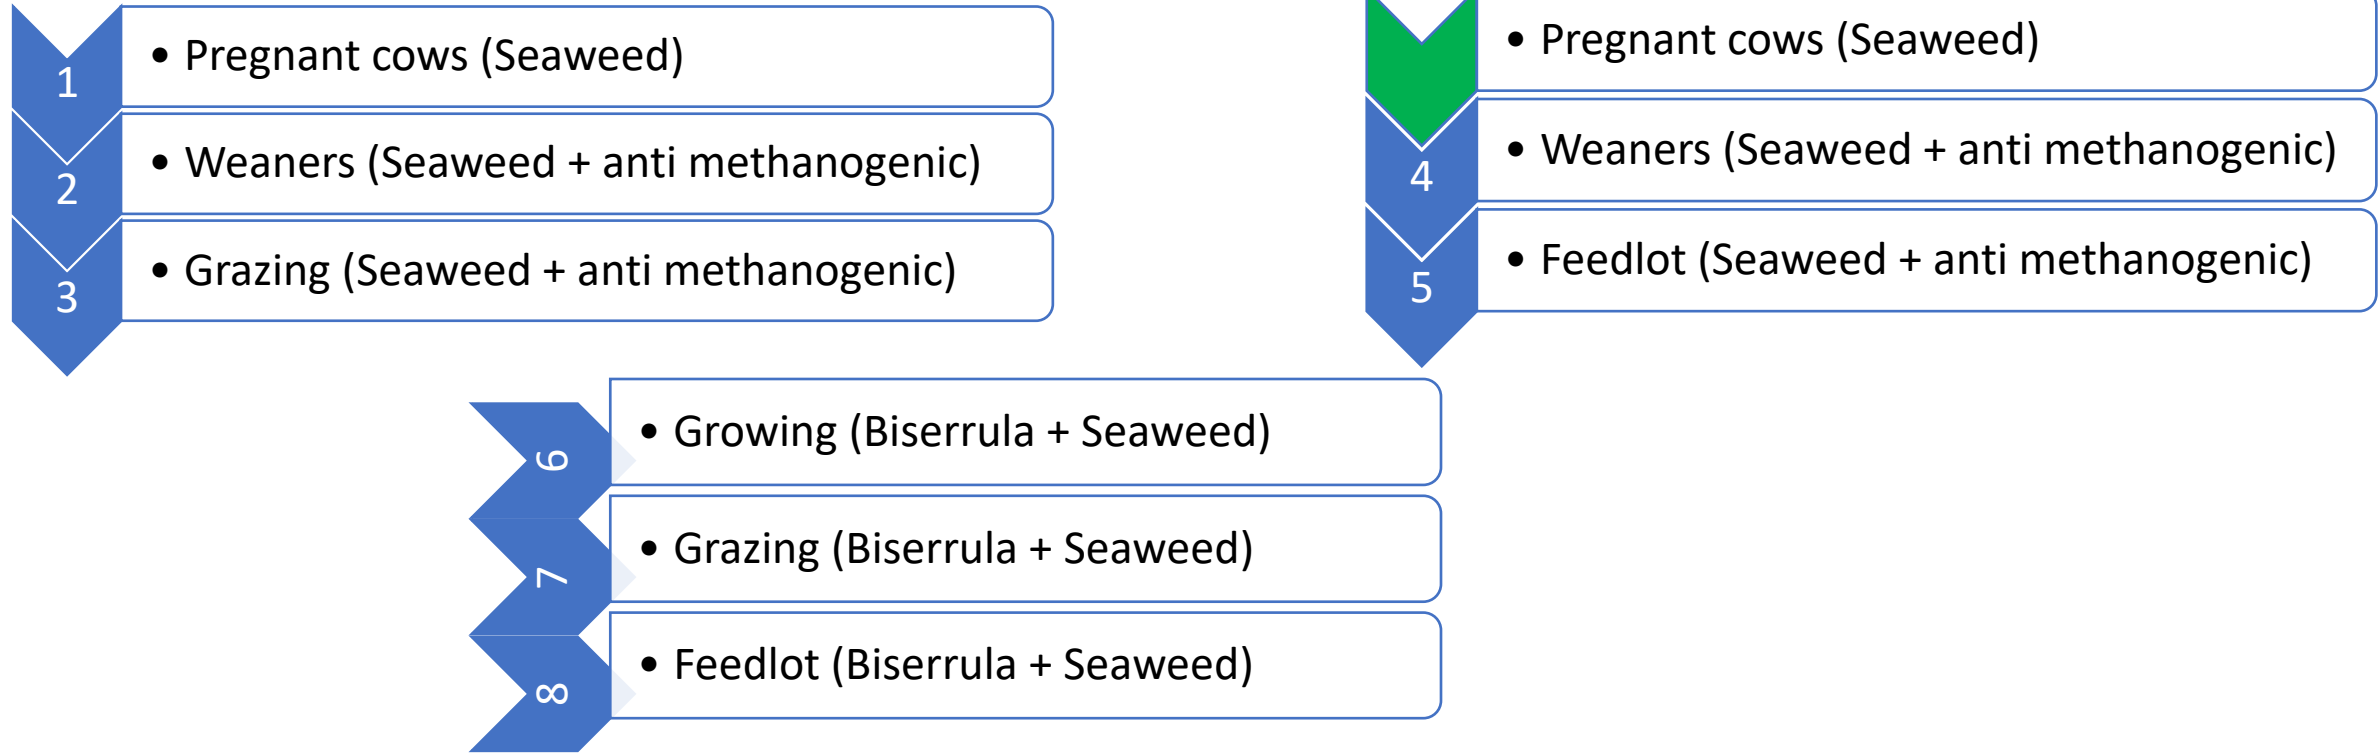 1
• Pregnant cows (Seaweed)
2
• Weaners (Seaweed + anti methanogenic)
3
• Grazing (Seaweed + anti methanogenic)
• Pregnant cows (Seaweed)
4
• Weaners (Seaweed + anti methanogenic)
5
• Feedlot (Seaweed + anti methanogenic)
6
• Growing (Biserrula + Seaweed)
7
• Grazing (Biserrula + Seaweed)
8
• Feedlot (Biserrula + Seaweed)